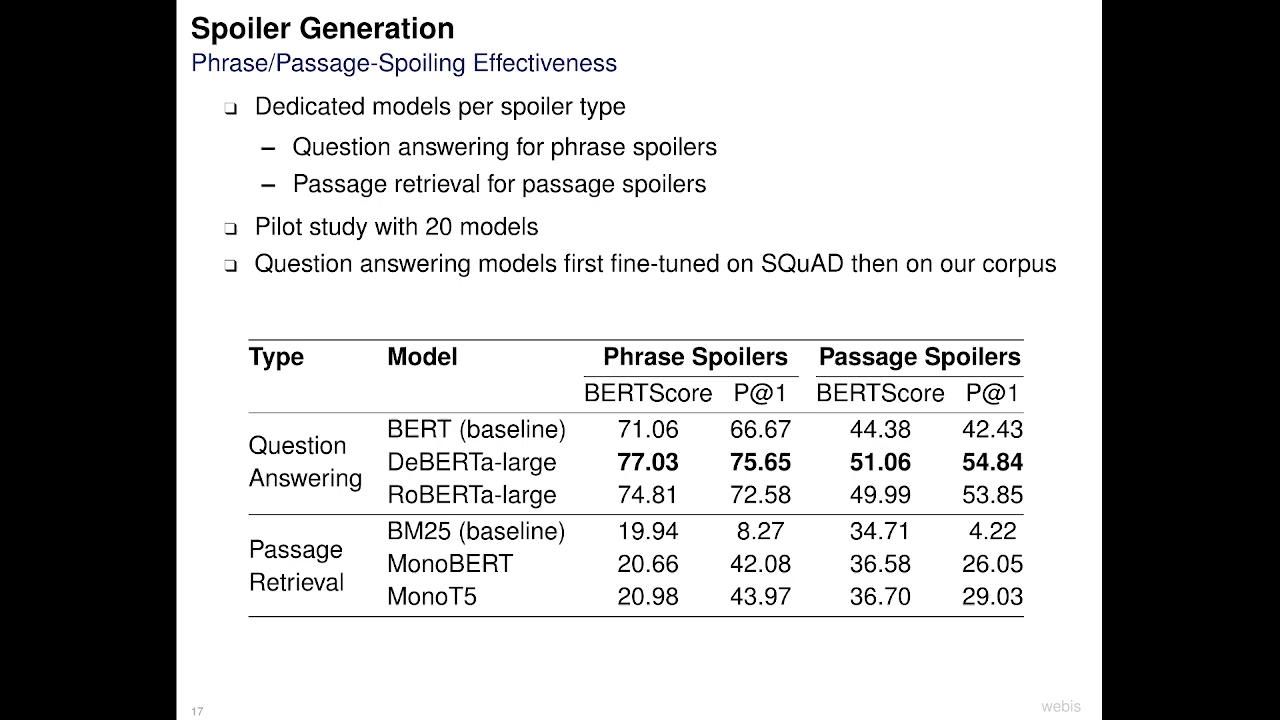 Spoiler Generation
Phrase/Passage-Spoiling Effectiveness
❏ Dedicated models per spoiler type
– Question answering for phrase spoilers
– Passage retrieval for passage spoilers
❏ Pilot study with 20 models
❏ Question answering models first fine-tuned on SQuAD then on our corpus
Type Model Phrase Spoilers Passage Spoilers
BERTScore P@1 BERTScore P@1
Question Answering
BERT (baseline) 71.06 66.67 44.38 42.43
DeBERTa-large 77.03 75.65 51.06 54.84
RoBERTa-large 74.81 72.58 49.99 53.85
Passage Retrieval
BM25 (baseline) 19.94 8.27 34.71 4.22
MonoBERT 20.66 42.08 36.58 26.05
MonoT5 20.98 43.97 36.70 29.03
17
webis